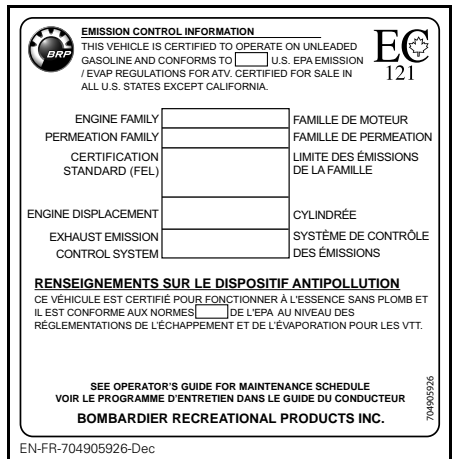 BRP
EMISSION CONTROL INFORMATION
THIS VEHICLE IS CERTIFIED TO OPERATE ON UNLEADED
GASOLINE AND CONFORMS TO U.S. EPA EMISSION
/ EVAP REGULATIONS FOR ATV. CERTIFIED FOR SALE IN
ALL U.S. STATES EXCEPT CALIFORNIA.
EC
121
ENGINE FAMILY FAMILLE DE MOTEUR
PERMEATION FAMILY FAMILLE DE PERMEATION
CERTIFICATION LIMITE DES ÉMISSIONS
STANDARD (FEL) DE LA FAMILLE
ENGINE DISPLACEMENT CYLINDRÉE
EXHAUST EMISSION SYSTÈME DE CONTRÔLE
CONTROL SYSTEM DES ÉMISSIONS
RENSEIGNEMENTS SUR LE DISPOSITIF ANTIPOLLUTION
CE VÉHICULE EST CERTIFIÉ POUR FONCTIONNER À L'ESSENCE SANS PLOMB ET
IL EST CONFORME AUX NORMES DE L'EPA AU NIVEAU DES
RÉGLEMENTATIONS DE L'ÉCHAPPEMENT ET DE L'ÉVAPORATION POUR LES VTT.
SEE OPERATOR'S GUIDE FOR MAINTENANCE SCHEDULE
VOIR LE PROGRAMME D'ENTRETIEN DANS LE GUIDE DU CONDUCTEUR
BOMBARDIER RECREATIONAL PRODUCTS INC.
704905926
EN-FR-704905926-Dec